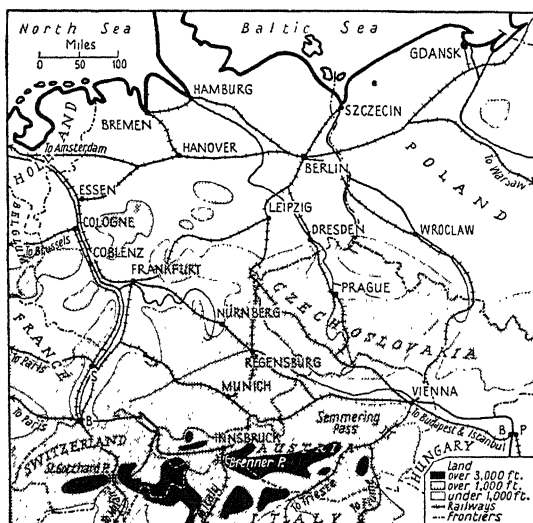 North Sea
Baltic Sea
Miles
0 50 100
GDANSK
HAMBURG
SZCZECIN
BREMEN
HOLLAND
To Amsterdam
HANOVER
BERLIN
POLAND
To Warsaw
ESSEN
BELGIUM
COLOGNE
LEIPZIG
To Brussels
COBLENZ
DRESDEN
WROCLAW
FRANKFURT
PRAGUE
CZECHOSLOVAKIA
NÜRNBERG
FRANCE
To Paris
S
REGENSBURG
MUNICH
VIENNA
To Paris
B
Semmering
Pass
To Budapest & Istanbul
B P
SWITZERLAND
INNSBRUCK
AUSTRIA
HUNGARY
St Gotthard P.
Brenner P.
To Trieste
ITALY
Land
over 3,000 ft.
over 1,000 ft.
under 1,000 ft.
Railways
Frontiers